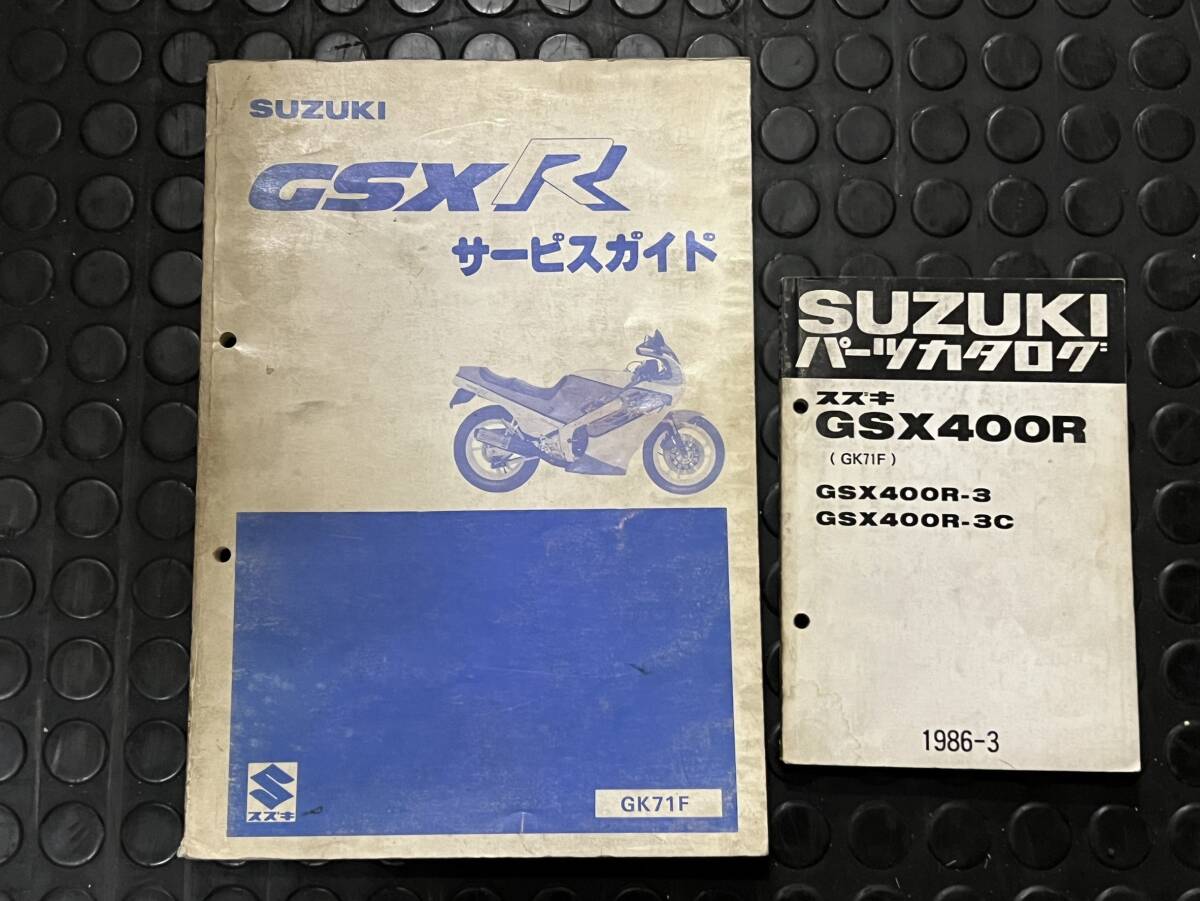 SUZUKI
GSXR
サービスガイド
スズキ
GK71F
SUZUKI
パーツカタログ
スズキ
GSX400R
( GK71F )
GSX400R-3
GSX400R-3C
1986-3